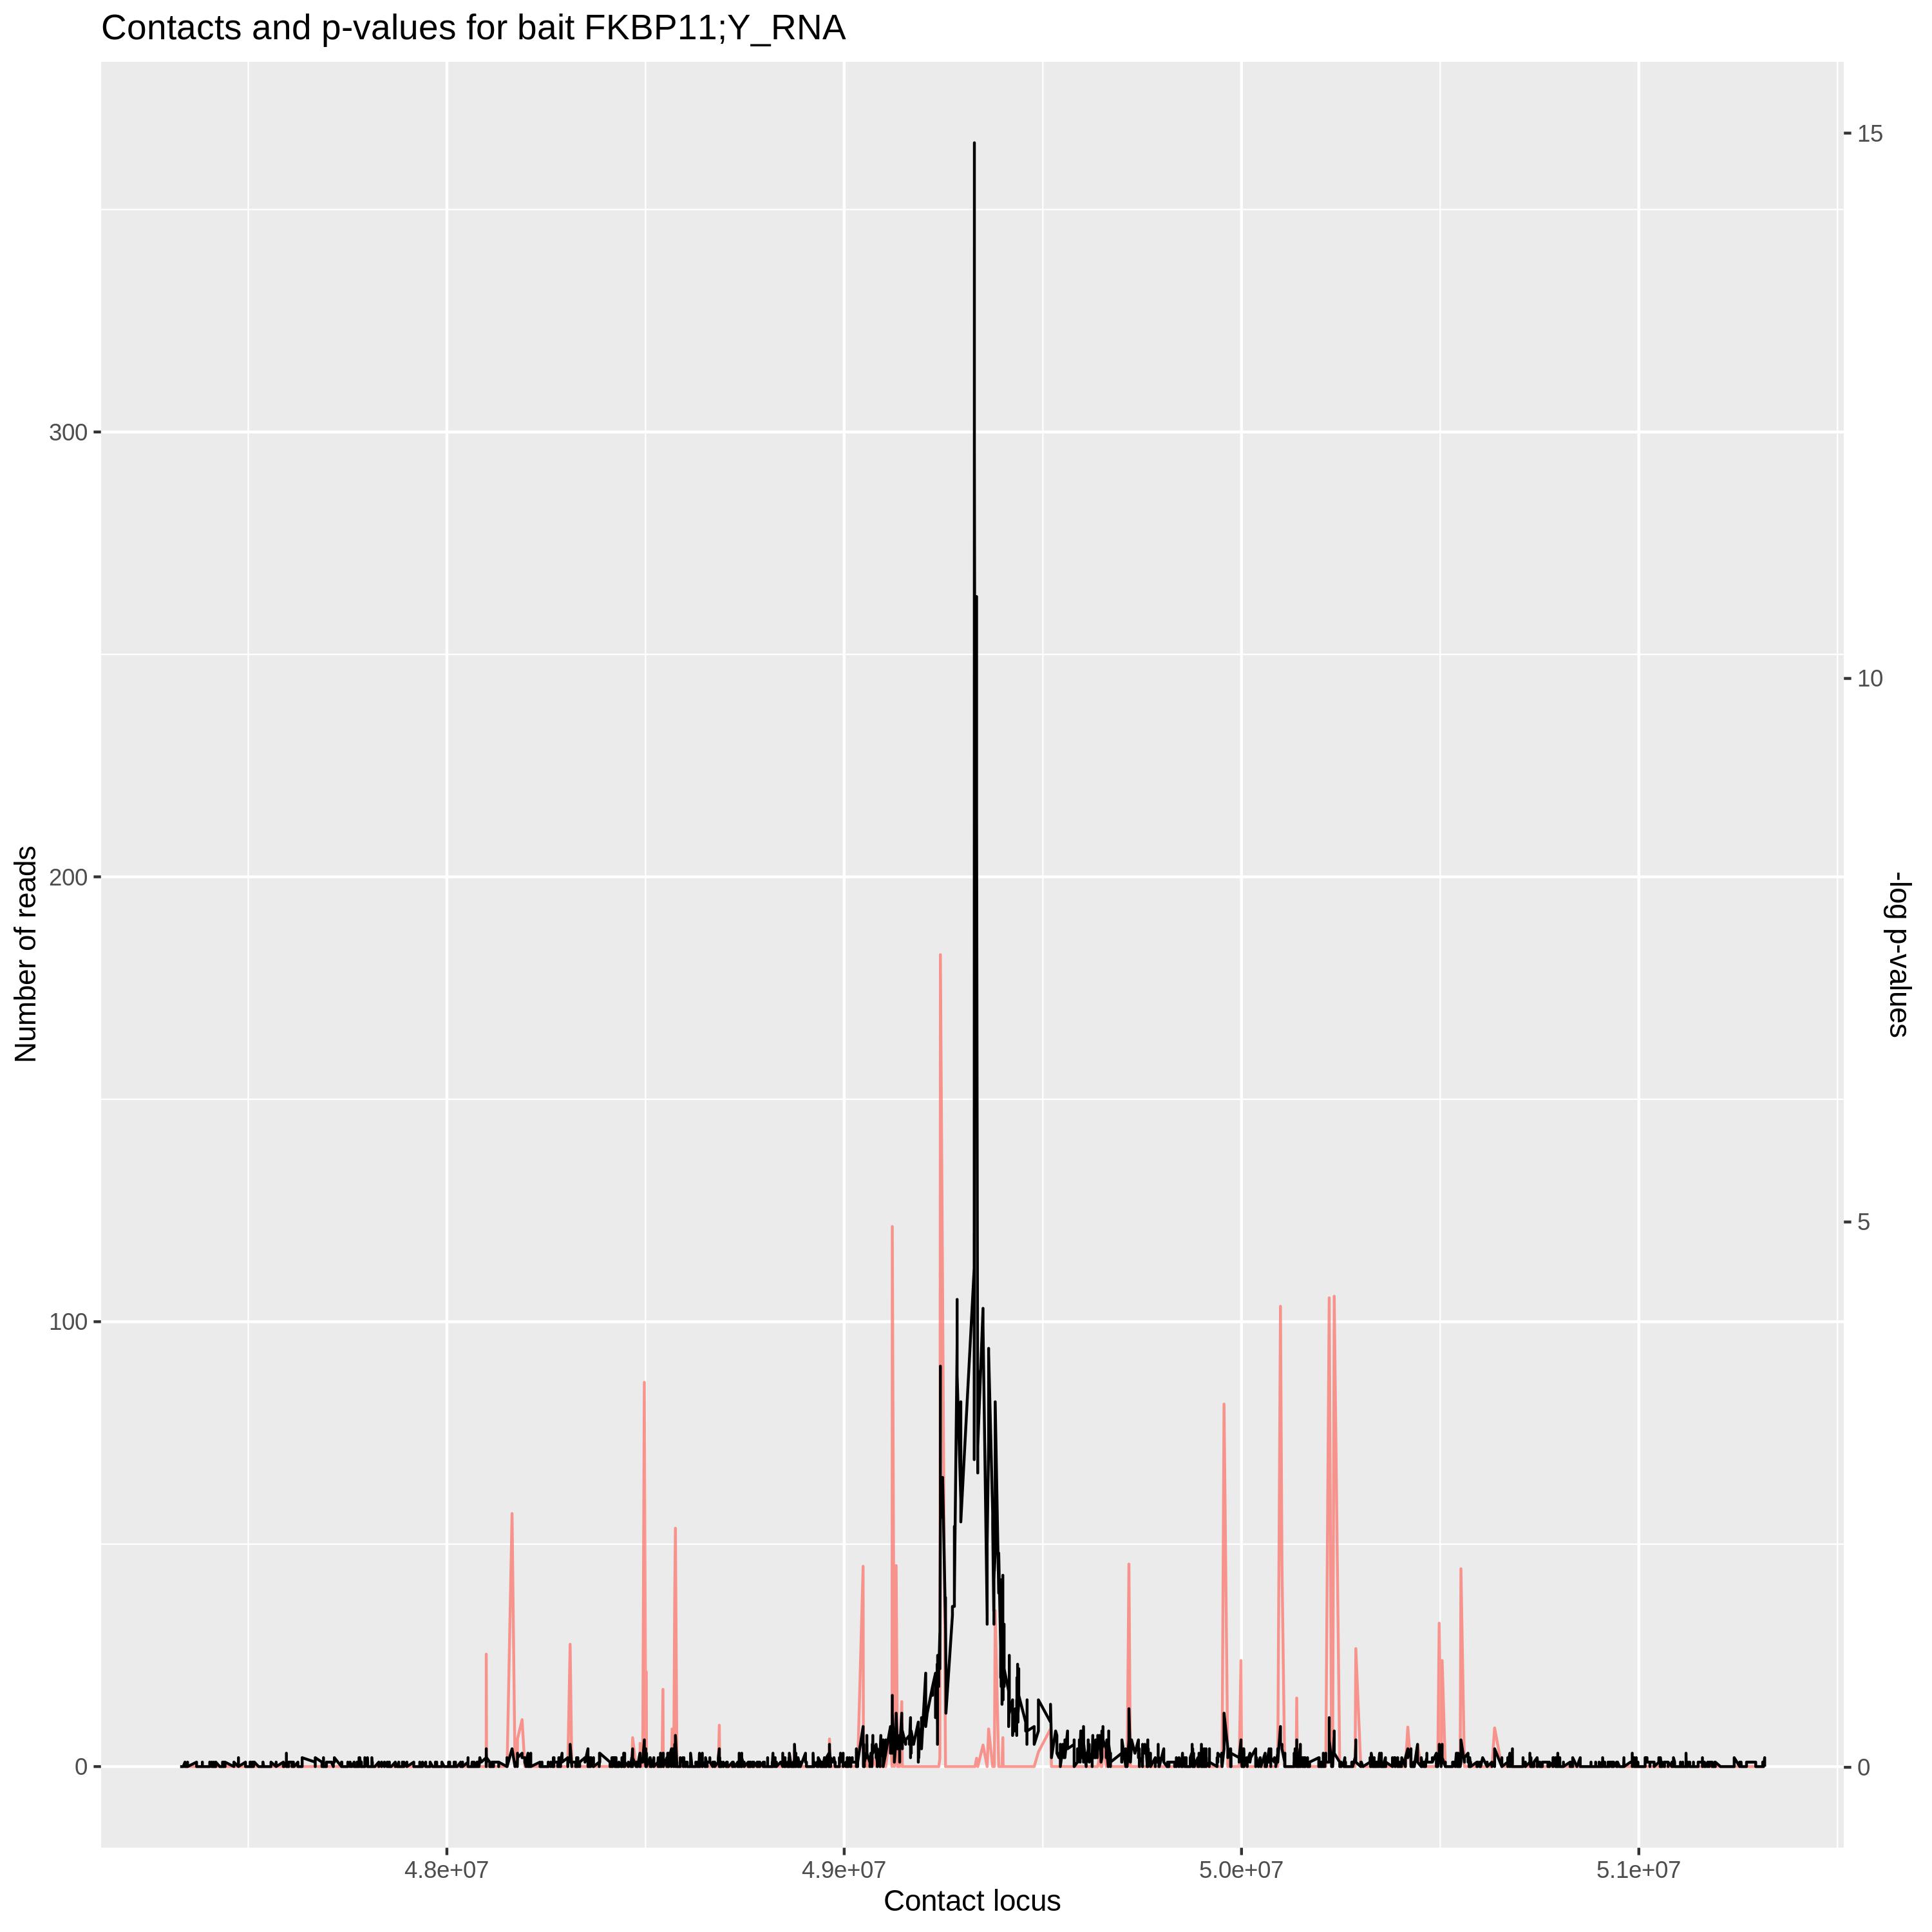 Contacts and p-values for bait FKBP11;Y_RNA
15
300
10
200
Number of reads
-log p-values
5
100
0
0
4.8e+07
4.9e+07
5.0e+07
5.1e+07
Contact locus